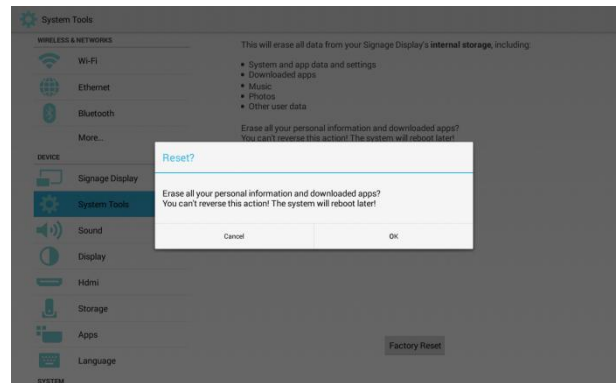 System Tools
WIRELESS & NETWORKS
Wi-Fi
Ethernet
Bluetooth
More...
DEVICE
Signage Display
System Tools
Sound
Display
Hdmi
Storage
Apps
Language
SYSTEM
This will erase all data from your Signage Display's internal storage, including:
• System and app data and settings
• Downloaded apps
• Music
• Photos
• Other user data
Erase all your personal information and downloaded apps?
You can't reverse this action! The system will reboot later!
Reset?
Erase all your personal information and downloaded apps?
You can't reverse this action! The system will reboot later!
Cancel
OK
Factory Reset